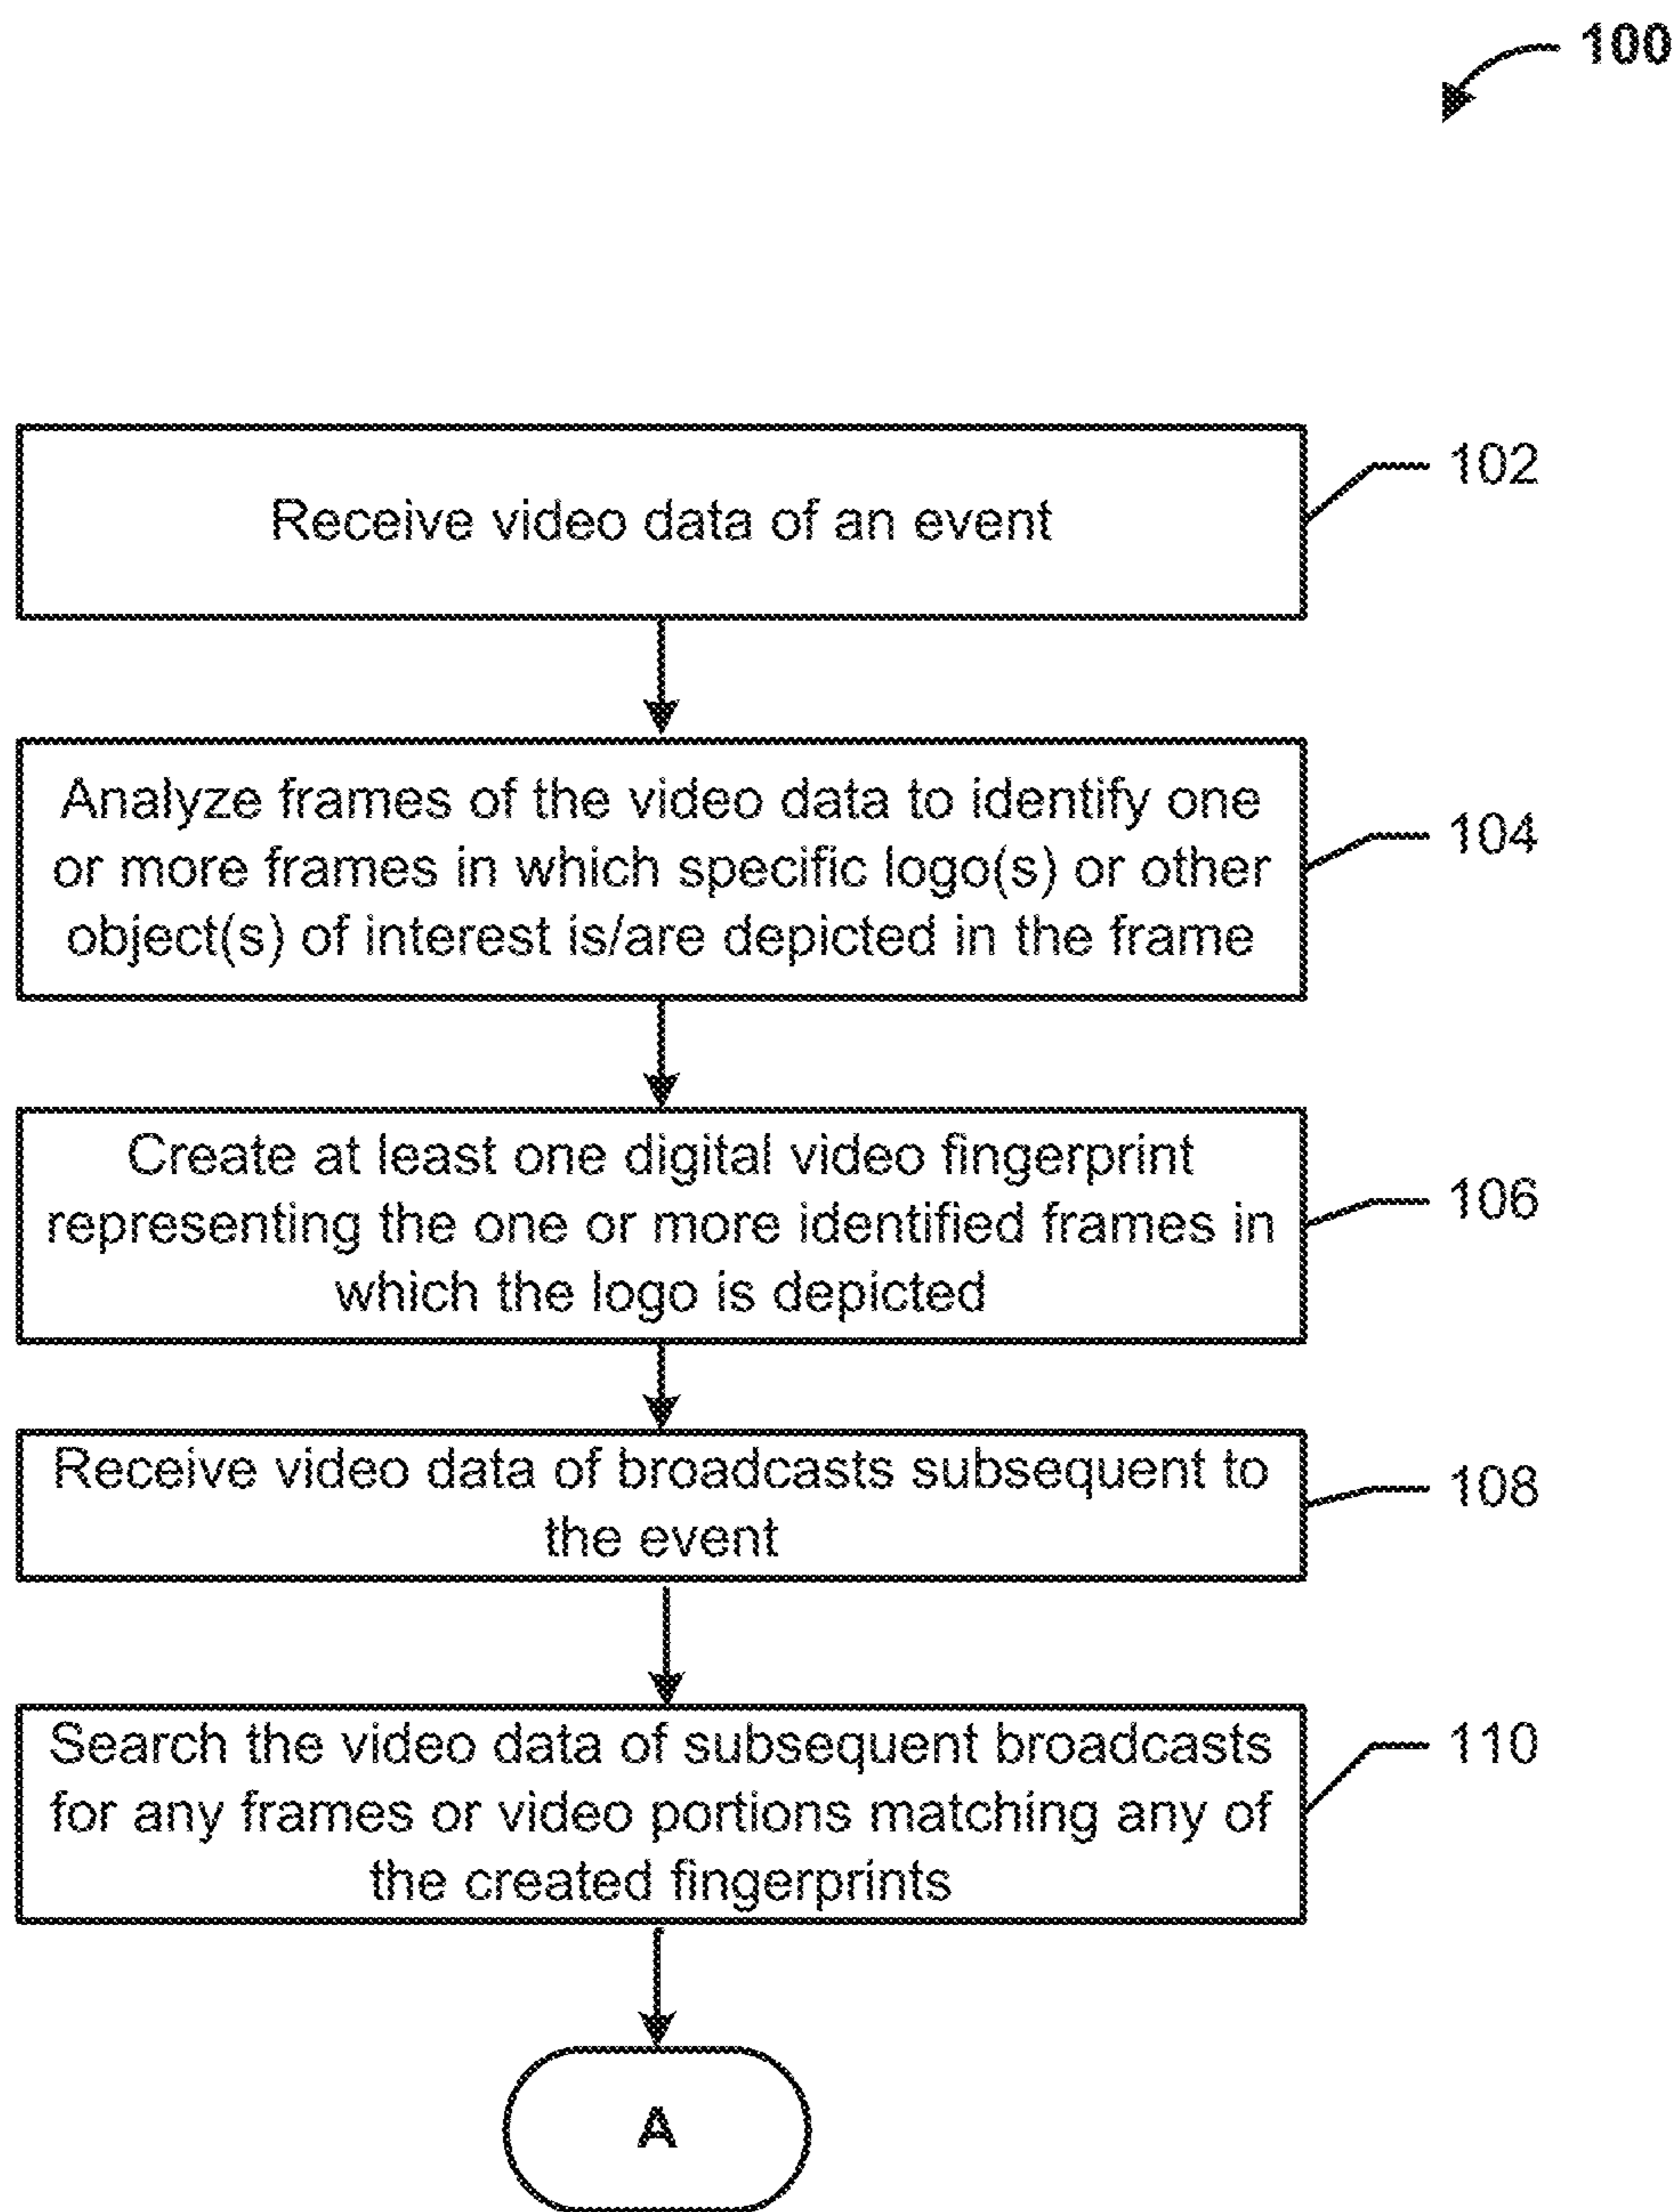 100
Receive video data of an event
102
Analyze frames of the video data to identify one
or more frames in which specific logo(s) or other
object(s) of interest is/are depicted in the frame
104
Create at least one digital video fingerprint
representing the one or more identified frames in
which the logo is depicted
106
Receive video data of broadcasts subsequent to
the event
108
Search the video data of subsequent broadcasts
for any frames or video portions matching any of
the created fingerprints
110
A